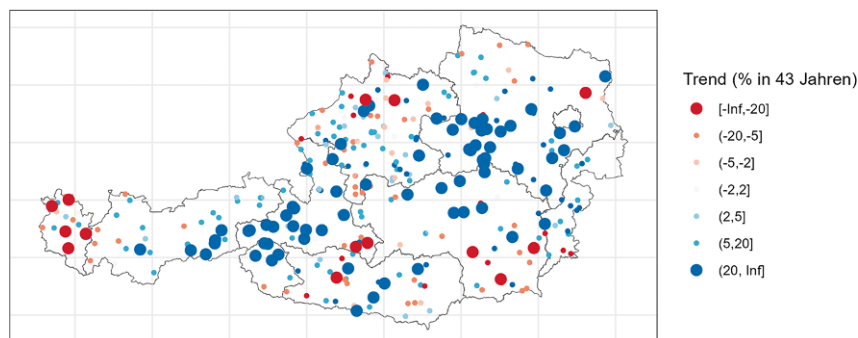 Trend (% in 43 Jahren)
[-Inf,-20]
(-20,-5]
(-5,-2]
(-2,2]
(2,5]
(5,20]
(20, Inf]